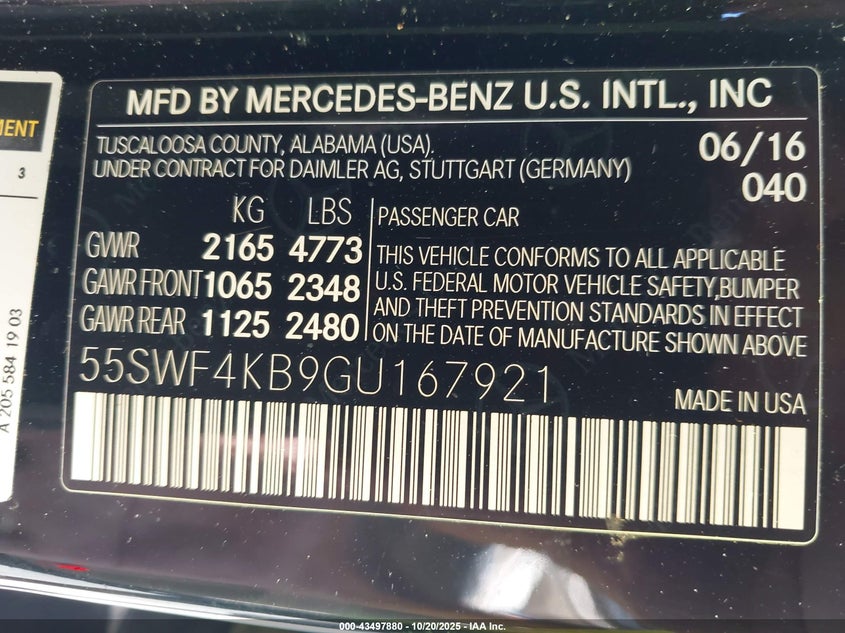 MENT
3
A 205 584 19 03
MFD BY MERCEDES-BENZ U.S. INTL., INC
TUSCALOOSA COUNTY, ALABAMA (USA).
UNDER CONTRACT FOR DAIMLER AG, STUTTGART (GERMANY)
06/16
040
KG LBS
GVWR 2165 4773
GAWR FRONT 1065 2348
GAWR REAR 1125 2480
PASSENGER CAR
THIS VEHICLE CONFORMS TO ALL APPLICABLE
U.S. FEDERAL MOTOR VEHICLE SAFETY,BUMPER
AND THEFT PREVENTION STANDARDS IN EFFECT
ON THE DATE OF MANUFACTURE SHOWN ABOVE
55SWF4KB9GU167921
MADE IN USA
000-43497880 - 10/20/2025 - IAA Inc.